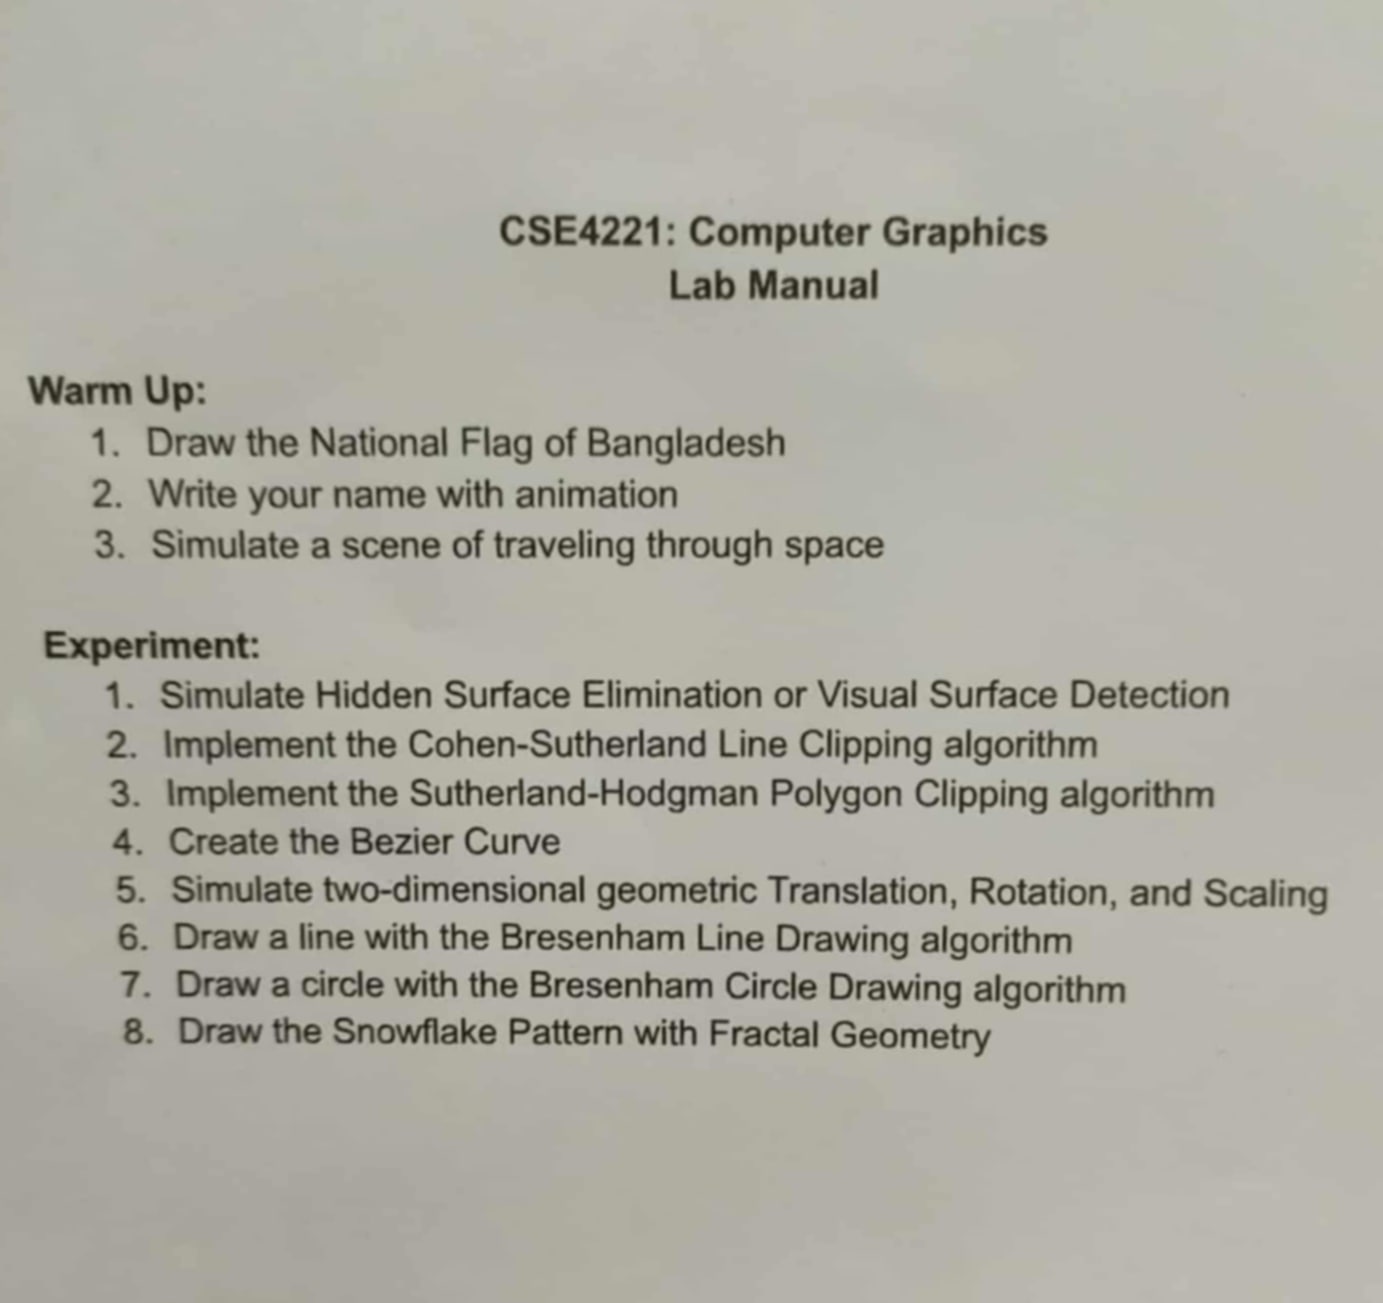 CSE4221: Computer Graphics
Lab Manual
Warm Up:
1. Draw the National Flag of Bangladesh
2. Write your name with animation
3. Simulate a scene of traveling through space
Experiment:
1. Simulate Hidden Surface Elimination or Visual Surface Detection
2. Implement the Cohen-Sutherland Line Clipping algorithm
3. Implement the Sutherland-Hodgman Polygon Clipping algorithm
4. Create the Bezier Curve
5. Simulate two-dimensional geometric Translation, Rotation, and Scaling
6. Draw a line with the Bresenham Line Drawing algorithm
7. Draw a circle with the Bresenham Circle Drawing algorithm
8. Draw the Snowflake Pattern with Fractal Geometry